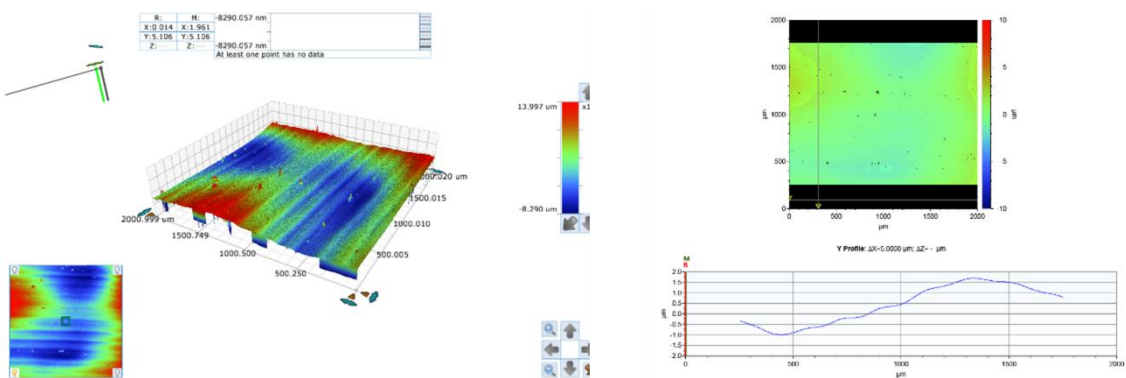 R: M: -8290.057 nm
X:0.014 X:1.961
Y:5.106 Y:5.106
Z: --- Z: --- -8290.057 nm
At least one point has no data
13.997 um
-8.290 um
2000.999 um
1500.749
1000.500
500.250
500.005
1000.010
1500.015
2000
1500
1000
500
0
µm
0 500 1000 1500 2000
µm
10
5
0
-5
-10
µm
Y Profile: ΔX=5.0000 µm; ΔZ=- - µm
M
R
2.0
1.5
1.0
0.5
0.0
-0.5
-1.0
-1.5
2.0
µm
0 500 1000 1500 2000
µm